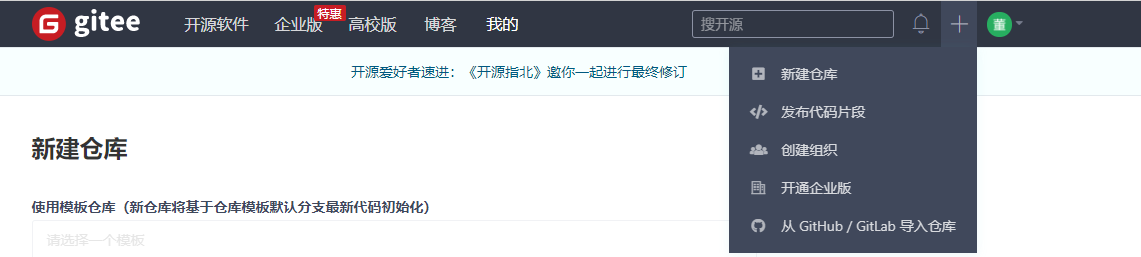 gitee 开源软件 企业版 特惠 高校版 博客 我的 搜开源 董
开源爱好者速进：《开源指北》邀你一起进行最终修订
新建仓库
发布代码片段
创建组织
开通企业版
从 GitHub / GitLab 导入仓库
新建仓库
使用模板仓库（新仓库将基于仓库模板默认分支最新代码初始化）
请选择一个模板